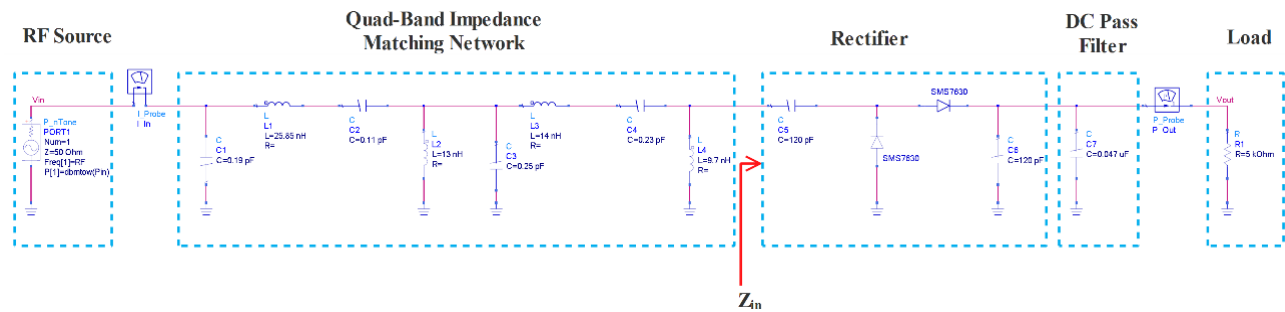 RF Source
Quad-Band Impedance
Matching Network
Rectifier
DC Pass
Filter
Load
Vin
P_nTone
PORT1
Num=1
Z=50 Ohm
Freq[1]=RF
P[1]=dbmtow(Pin)
I_Probe
I_In
C
C1
C=0.19 pF
L
L1
L=25.85 nH
R=
C
C2
C=0.11 pF
L
L2
L=13 nH
R=
L
L3
L=14 nH
R=
C
C3
C=0.25 pF
C
C4
C=0.23 pF
L
L4
L=9.7 nH
R=
Zin
C
C5
C=120 pF
SMS7630
SMS7630
C
C6
C=120 pF
C
C7
C=0.047 uF
P_Probe
P_Out
Vout
R
R1
R=5 kOhm